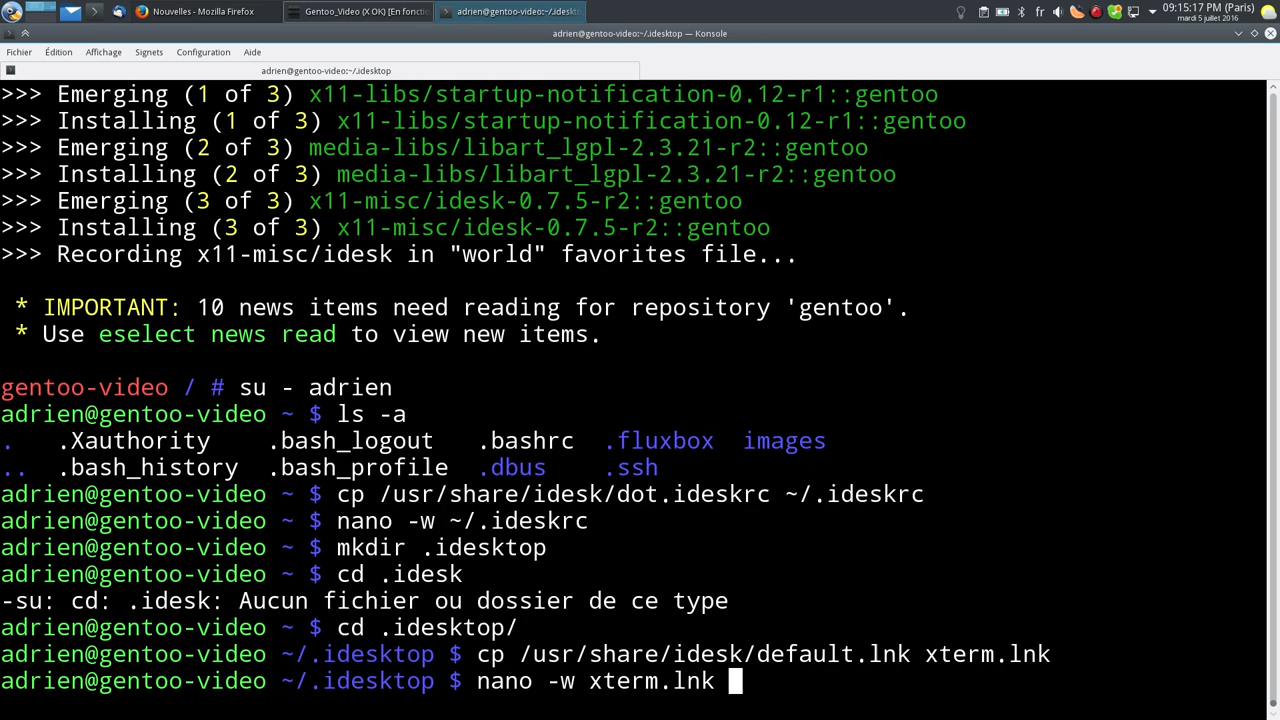 Nouvelles - Mozilla Firefox
Gentoo_Video (X OK) [En fonctic
adrien@gentoo-video:~/.ideskt
fr
09:15:17 PM (Paris)
mardi 5 juillet 2016
adrien@gentoo-video:~/.idesktop — Konsole
Fichier Édition Affichage Signets Configuration Aide
adrien@gentoo-video:~/.idesktop
>>> Emerging (1 of 3) x11-libs/startup-notification-0.12-r1::gentoo
>>> Installing (1 of 3) x11-libs/startup-notification-0.12-r1::gentoo
>>> Emerging (2 of 3) media-libs/libart_lgpl-2.3.21-r2::gentoo
>>> Installing (2 of 3) media-libs/libart_lgpl-2.3.21-r2::gentoo
>>> Emerging (3 of 3) x11-misc/idesk-0.7.5-r2::gentoo
>>> Installing (3 of 3) x11-misc/idesk-0.7.5-r2::gentoo
>>> Recording x11-misc/idesk in "world" favorites file...
* IMPORTANT: 10 news items need reading for repository 'gentoo'.
* Use eselect news read to view new items.
gentoo-video / # su - adrien
adrien@gentoo-video ~ $ ls -a
. .Xauthority .bash_logout .bashrc .fluxbox images
.. .bash_history .bash_profile .dbus .ssh
adrien@gentoo-video ~ $ cp /usr/share/idesk/dot.ideskrc ~/.ideskrc
adrien@gentoo-video ~ $ nano -w ~/.ideskrc
adrien@gentoo-video ~ $ mkdir .idesktop
adrien@gentoo-video ~ $ cd .idesk
-su: cd: .idesk: Aucun fichier ou dossier de ce type
adrien@gentoo-video ~ $ cd .idesktop/
adrien@gentoo-video ~/.idesktop $ cp /usr/share/idesk/default.lnk xterm.lnk
adrien@gentoo-video ~/.idesktop $ nano -w xterm.lnk